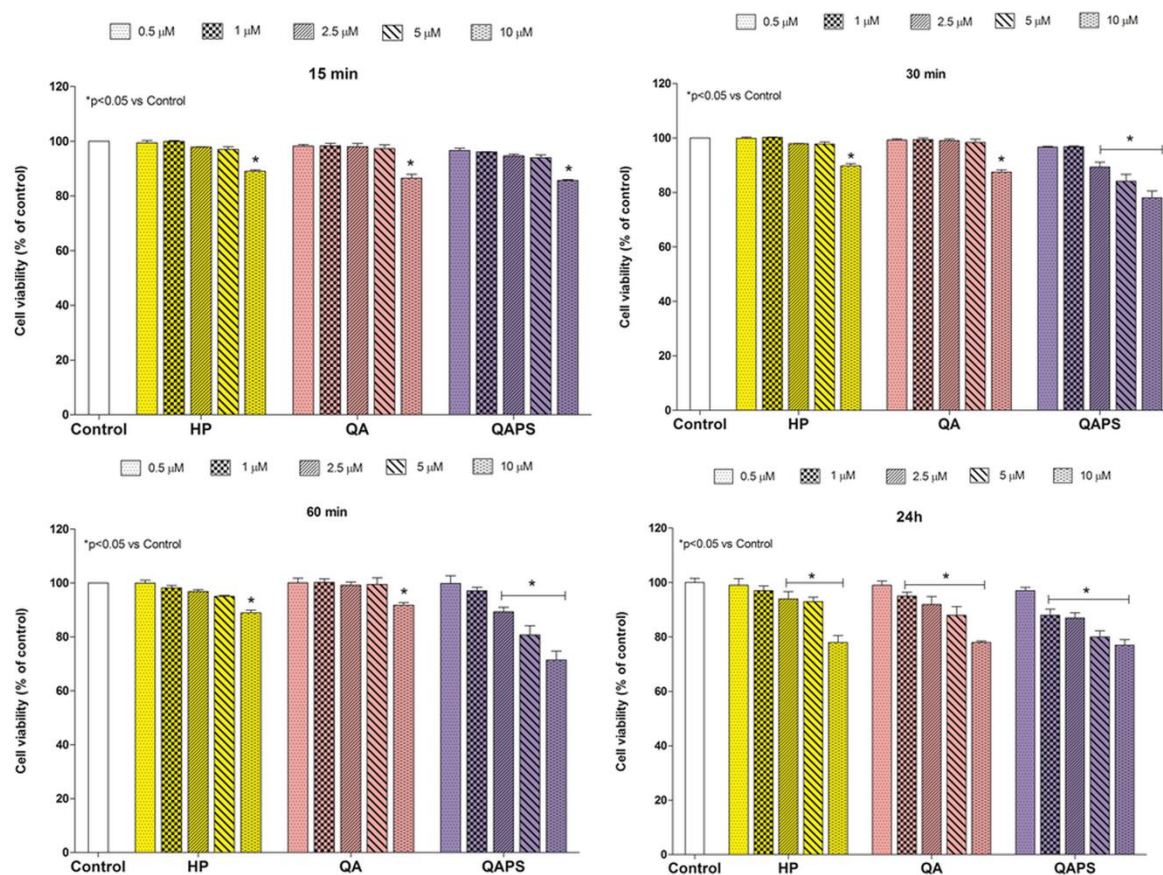 0.5 µM 1 µM 2.5 µM 5 µM 10 µM
15 min
*p<0.05 vs Control
Cell viability (% of control)
120
100
80
60
40
20
0
*
*
*
Control HP QA QAPS
0.5 µM 1 µM 2.5 µM 5 µM 10 µM
30 min
*p<0.05 vs Control
Cell viability (% of control)
120
100
80
60
40
20
0
*
*
*
Control HP QA QAPS
0.5 µM 1 µM 2.5 µM 5 µM 10 µM
60 min
*p<0.05 vs Control
Cell viability (% of control)
120
100
80
60
40
20
0
*
*
*
Control HP QA QAPS
0.5 µM 1 µM 2.5 µM 5 µM 10 µM
24h
*p<0.05 vs Control
Cell viability (% of control)
120
100
80
60
40
20
0
*
*
*
Control HP QA QAPS